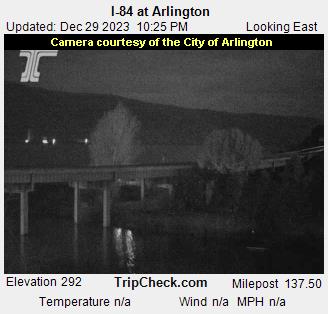 I-84 at Arlington
Updated: Dec 29 2023 10:25 PM Looking East
Camera courtesy of the City of Arlington
Elevation 292 TripCheck.com Milepost 137.50
Temperature n/a Wind n/a MPH n/a